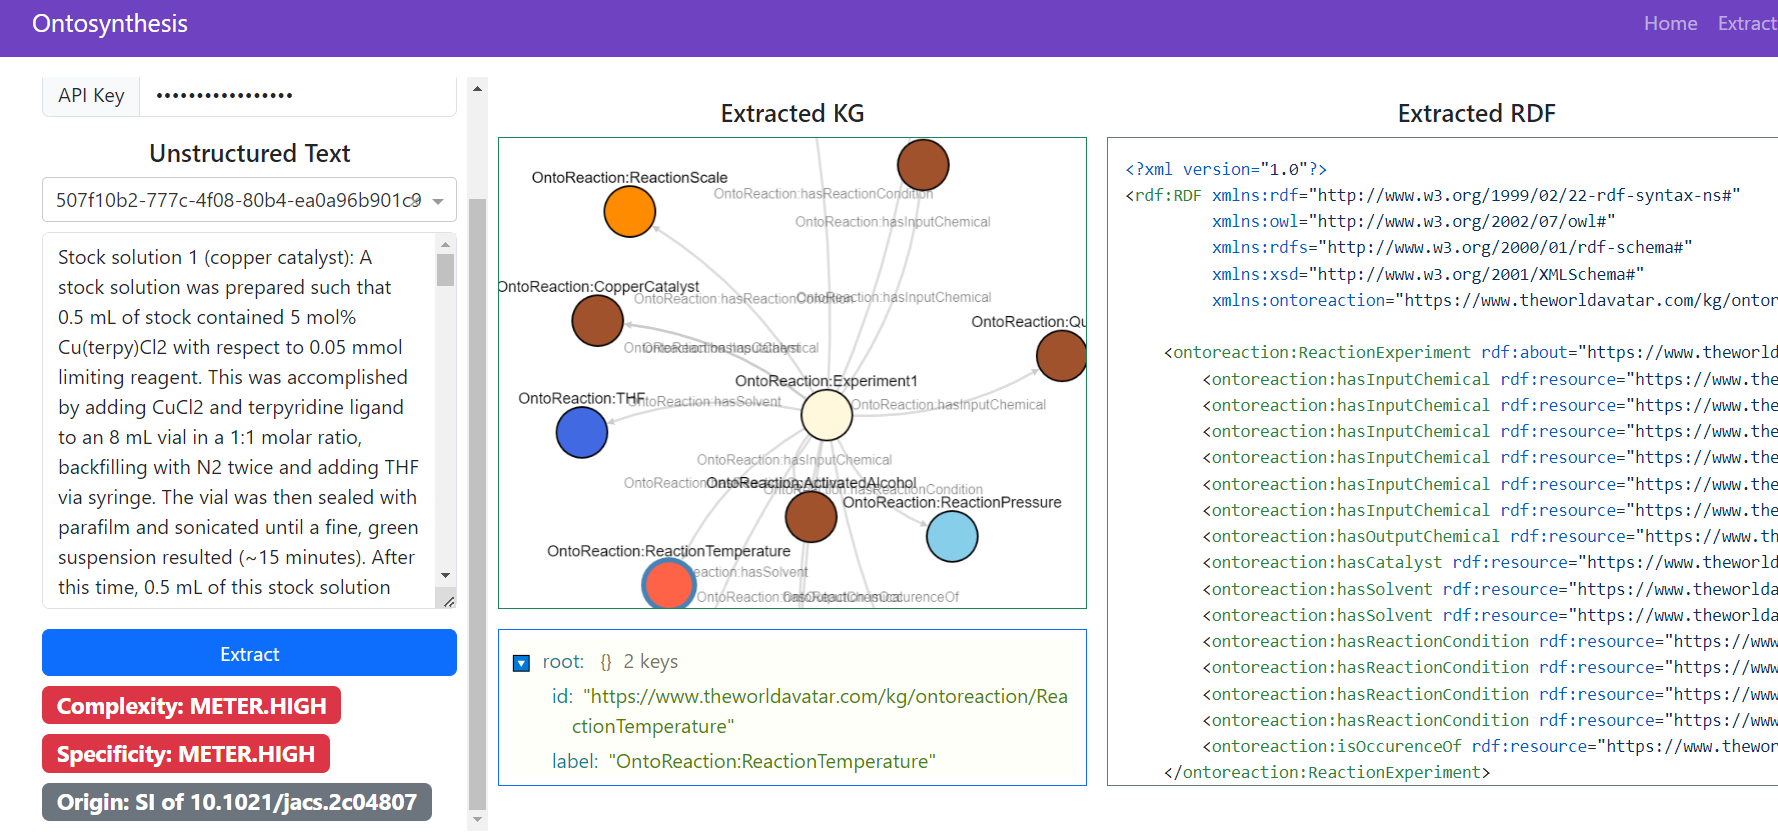 Ontosynthesis
Home Extract
API Key •••••••••••••••••
Unstructured Text
507f10b2-777c-4f08-80b4-ea0a96b901c9
Stock solution 1 (copper catalyst): A
stock solution was prepared such that
0.5 mL of stock contained 5 mol%
Cu(terpy)Cl2 with respect to 0.05 mmol
limiting reagent. This was accomplished
by adding CuCl2 and terpyridine ligand
to an 8 mL vial in a 1:1 molar ratio,
backfilling with N2 twice and adding THF
via syringe. The vial was then sealed with
parafilm and sonicated until a fine, green
suspension resulted (~15 minutes). After
this time, 0.5 mL of this stock solution
Extract
Complexity: METER.HIGH
Specificity: METER.HIGH
Origin: SI of 10.1021/jacs.2c04807
Extracted KG
OntoReaction:ReactionScale
OntoReaction:hasReactionCondition
OntoReaction:hasInputChemical
OntoReaction:CopperCatalyst
OntoReaction:hasReactionCondition
OntoReaction:hasInputChemical
OntoReaction:Qu
OntoReaction:hasCatalyst
OntoReaction:hasInputChemical
OntoReaction:Experiment1
OntoReaction:THF
OntoReaction:hasSolvent
OntoReaction:hasInputChemical
OntoReaction:hasInputChemical
OntoReaction:ActivatedAlcohol
OntoReaction:hasReactionCondition
OntoReaction:ReactionPressure
OntoReaction:ReactionTemperature
eaction:hasSolvent
OntoReaction:hasOutputChemical
OntoReaction:isOccurenceOf
root: {} 2 keys
id: "https://www.theworldavatar.com/kg/ontoreaction/Rea
ctionTemperature"
label: "OntoReaction:ReactionTemperature"
Extracted RDF
<?xml version="1.0"?>
<rdf:RDF xmlns:rdf="http://www.w3.org/1999/02/22-rdf-syntax-ns#"
xmlns:owl="http://www.w3.org/2002/07/owl#"
xmlns:rdfs="http://www.w3.org/2000/01/rdf-schema#"
xmlns:xsd="http://www.w3.org/2001/XMLSchema#"
xmlns:ontoreaction="https://www.theworldavatar.com/kg/ontor
<ontoreaction:ReactionExperiment rdf:about="https://www.theworld
<ontoreaction:hasInputChemical rdf:resource="https://www.the
<ontoreaction:hasInputChemical rdf:resource="https://www.the
<ontoreaction:hasInputChemical rdf:resource="https://www.the
<ontoreaction:hasInputChemical rdf:resource="https://www.the
<ontoreaction:hasInputChemical rdf:resource="https://www.the
<ontoreaction:hasInputChemical rdf:resource="https://www.the
<ontoreaction:hasOutputChemical rdf:resource="https://www.th
<ontoreaction:hasCatalyst rdf:resource="https://www.theworld
<ontoreaction:hasSolvent rdf:resource="https://www.theworlda
<ontoreaction:hasSolvent rdf:resource="https://www.theworlda
<ontoreaction:hasReactionCondition rdf:resource="https://www
<ontoreaction:hasReactionCondition rdf:resource="https://www
<ontoreaction:hasReactionCondition rdf:resource="https://www
<ontoreaction:hasReactionCondition rdf:resource="https://www
<ontoreaction:isOccurenceOf rdf:resource="https://www.thewor
</ontoreaction:ReactionExperiment>